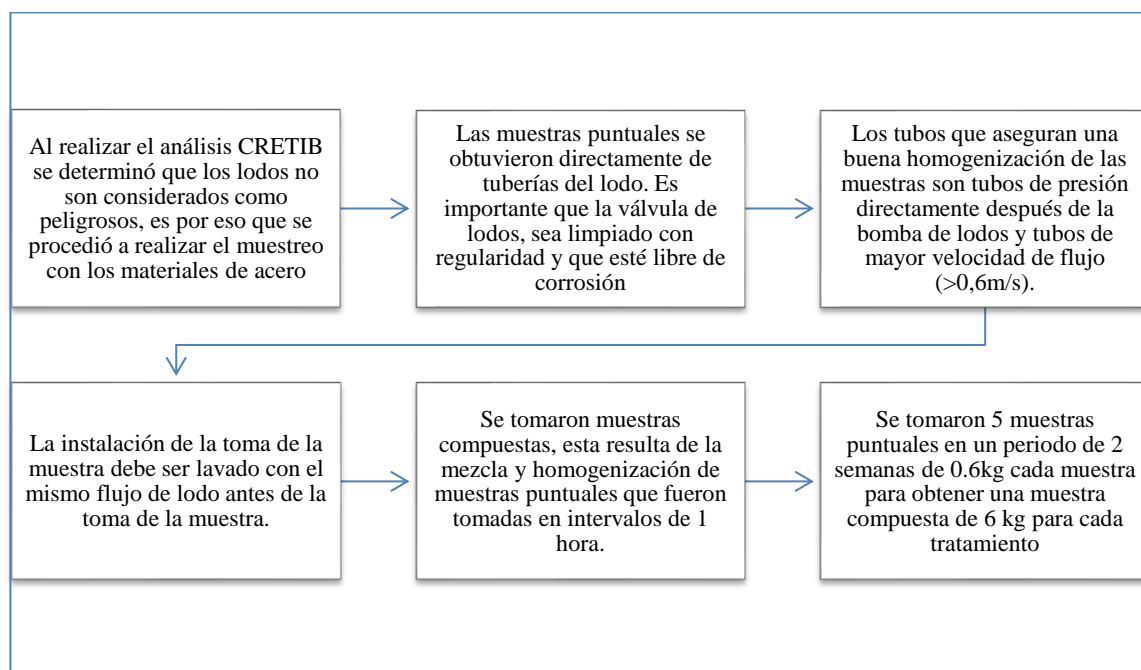 Al realizar el análisis CRETIB
se determinó que los lodos no
son considerados como
peligrosos, es por eso que se
procedió a realizar el muestreo
con los materiales de acero
Las muestras puntuales se
obtuvieron directamente de
tuberías del lodo. Es
importante que la válvula de
lodos, sea limpiado con
regularidad y que esté libre de
corrosión
Los tubos que aseguran una
buena homogenización de las
muestras son tubos de presión
directamente después de la
bomba de lodos y tubos de
mayor velocidad de flujo
(>0,6m/s).
La instalación de la toma de la
muestra debe ser lavado con el
mismo flujo de lodo antes de la
toma de la muestra.
Se tomaron muestras
compuestas, esta resulta de la
mezcla y homogenización de
muestras puntuales que fueron
tomadas en intervalos de 1
hora.
Se tomaron 5 muestras
puntuales en un periodo de 2
semanas de 0.6kg cada muestra
para obtener una muestra
compuesta de 6 kg para cada
tratamiento